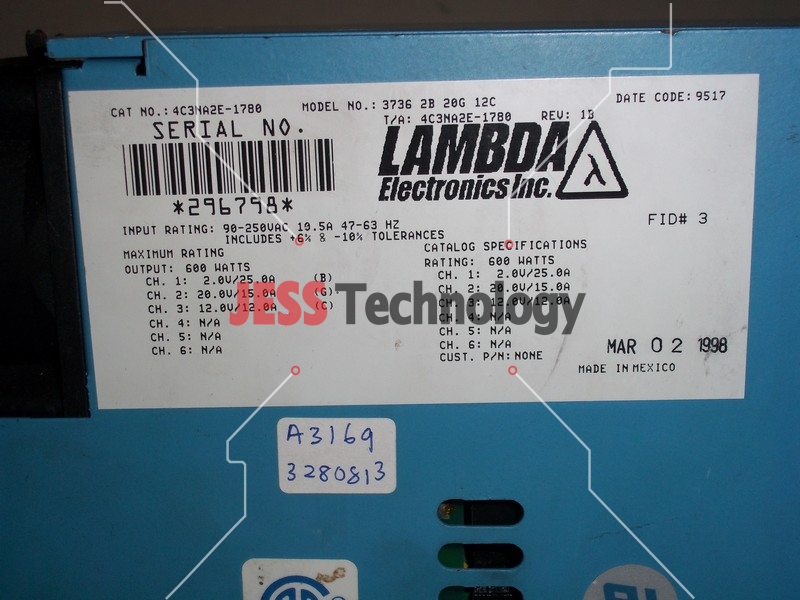 CAT NO.: 4C3NA2E-1780 MODEL NO.: 3736 2B 20G 12C DATE CODE: 9517
T/A: 4C3NA2E-1780 REV: 1B
SERIAL NO.
*296798*
LAMBDA
Electronics Inc.
λ
FID# 3
INPUT RATING: 90-250VAC 10.5A 47-63 HZ
INCLUDES +6% & -10% TOLERANCES
MAXIMUM RATING
OUTPUT: 600 WATTS
CH. 1: 2.0V/25.0A (B)
CH. 2: 20.0V/15.0A (G)
CH. 3: 12.0V/12.0A (C)
CH. 4: N/A
CH. 5: N/A
CH. 6: N/A
CATALOG SPECIFICATIONS
RATING: 600 WATTS
CH. 1: 2.0V/25.0A
CH. 2: 20.0V/15.0A
CH. 3: 12.0V/12.0A
CH. 4: N/A
CH. 5: N/A
CH. 6: N/A
CUST. P/N: NONE
MAR 02 1998
MADE IN MEXICO
JESS Technology
A3169
3280813